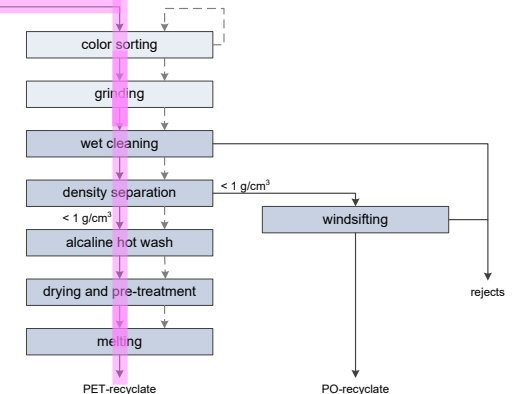 color sorting
grinding
wet cleaning
density separation
< 1 g/cm³
< 1 g/cm³
windsifting
alcaline hot wash
drying and pre-treatment
rejects
melting
PET-recyclate
PO-recyclate